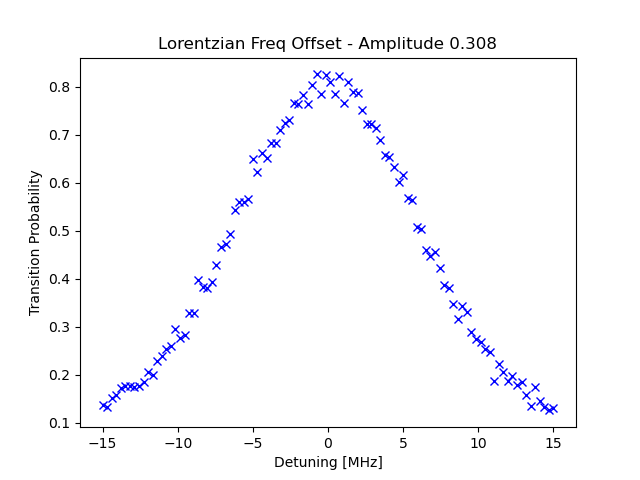 Lorentzian Freq Offset - Amplitude 0.308
Transition Probability
0.8
0.7
0.6
0.5
0.4
0.3
0.2
0.1
−15 −10 −5 0 5 10 15
Detuning [MHz]